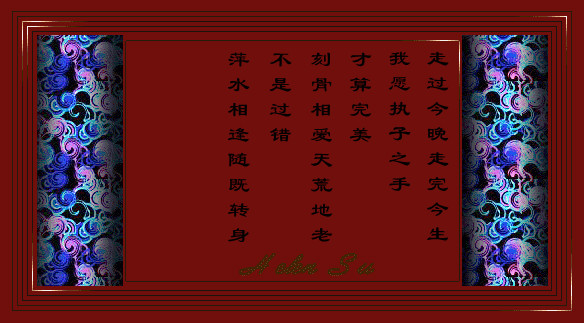 走过今晚走完今生
我愿执子之手
才算完美
刻骨相爱天荒地老
不是过错
萍水相逢随既转身